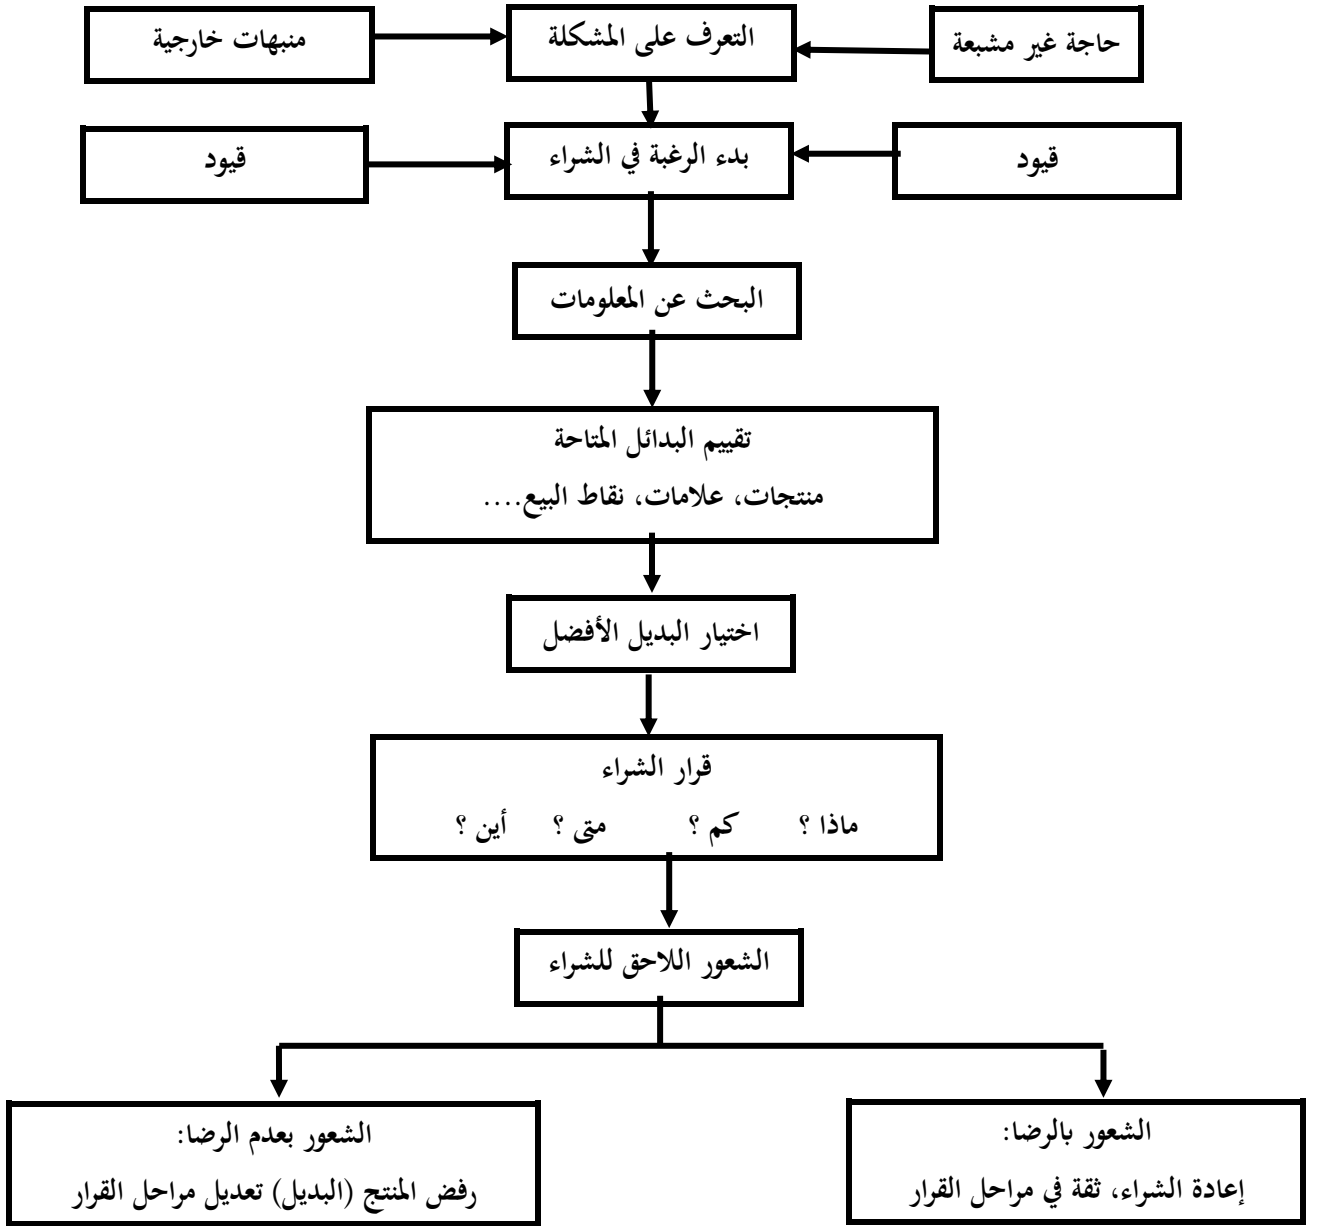 حاجة غير مشبعة
التعرف على المشكلة
منبهات خارجية
قيود
بدء الرغبة في الشراء
قيود
البحث عن المعلومات
تقييم البدائل المتاحة
منتجات، علامات، نقاط البيع....
اختيار البديل الأفضل
قرار الشراء
ماذا ؟ كم ؟ متى ؟ أين ؟
الشعور اللاحق للشراء
الشعور بالرضا:
إعادة الشراء، ثقة في مراحل القرار
الشعور بعدم الرضا:
رفض المنتج (البديل) تعديل مراحل القرار